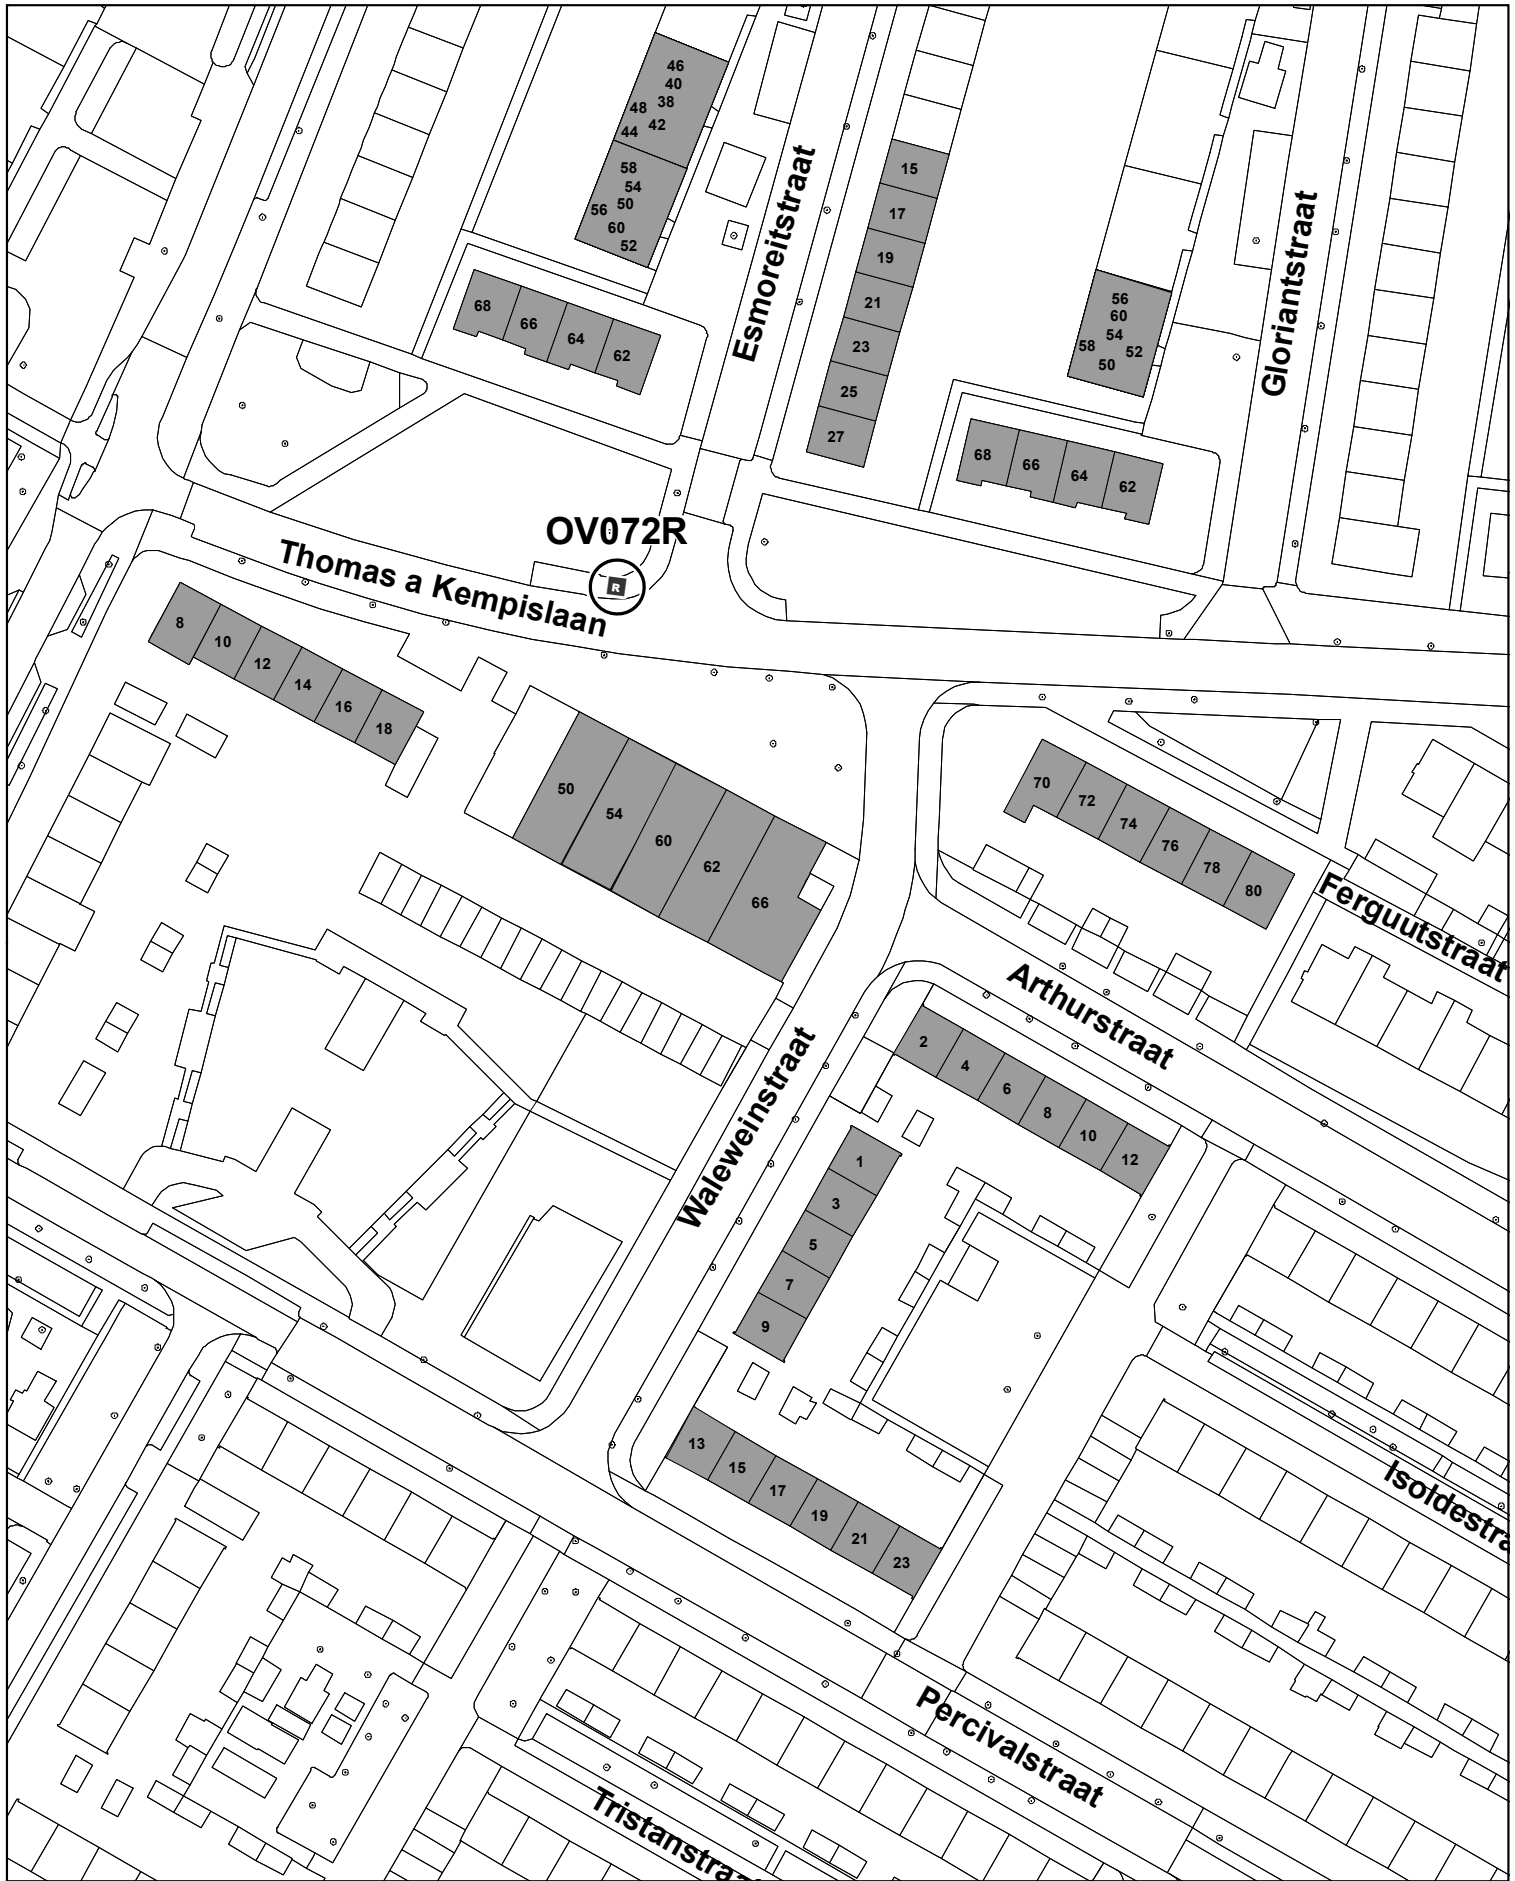 46
40
48 38
44 42
58
54
56 50
60
52
15
17
19
21
23
25
27
Esmoreitstraat
Gloriantstraat
56
60
54
58 52
50
68 66 64 62
68 66 64 62
OV072R
R
Thomas a Kempislaan
8 10 12 14 16 18
50 54 60 62 66
70 72 74 76 78 80
Ferguutstraat
Arthurstraat
Waleweinstraat
2 4 6 8 10 12
1
3
5
7
9
13 15 17 19 21 23
Isoldestra
Percivalstraat
Tristanstraa